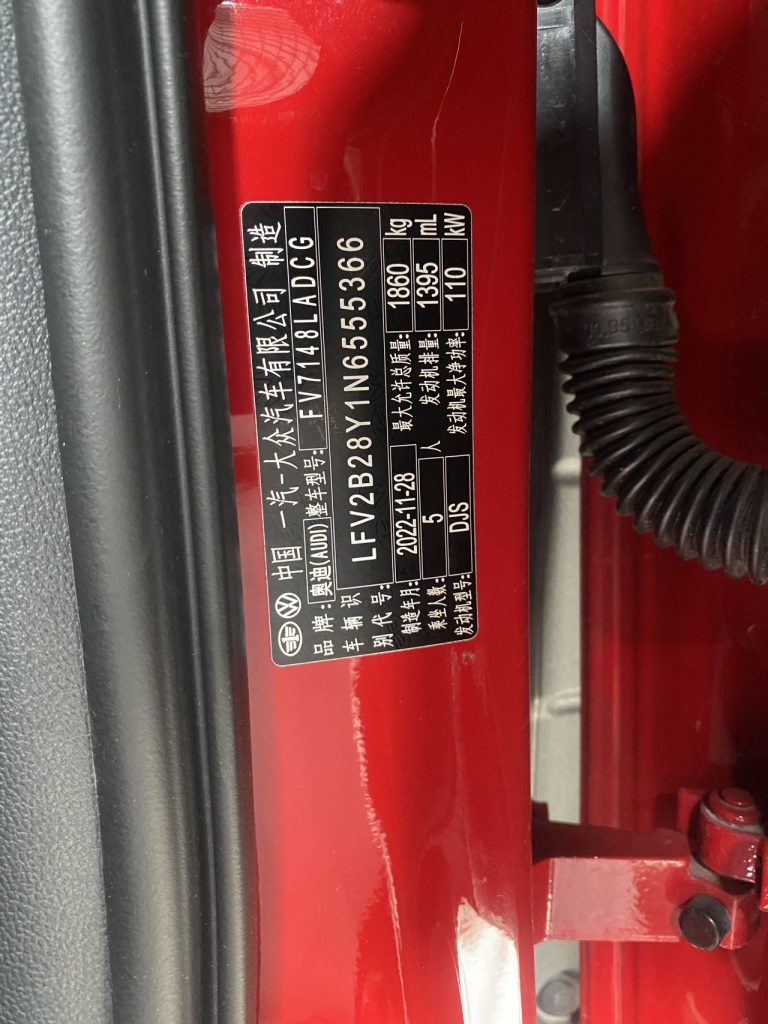 中国 一汽-大众汽车有限公司 制造
品牌:奥迪(AUDI) 整车型号: FV7148LADCG
车辆识别代号: LFV2B28Y1N6555366
制造年月: 2022-11-28 最大允许总质量: 1860 kg
乘坐人数: 5 人 发动机排量: 1395 mL
发动机型号: DJS 发动机最大净功率: 110 kW